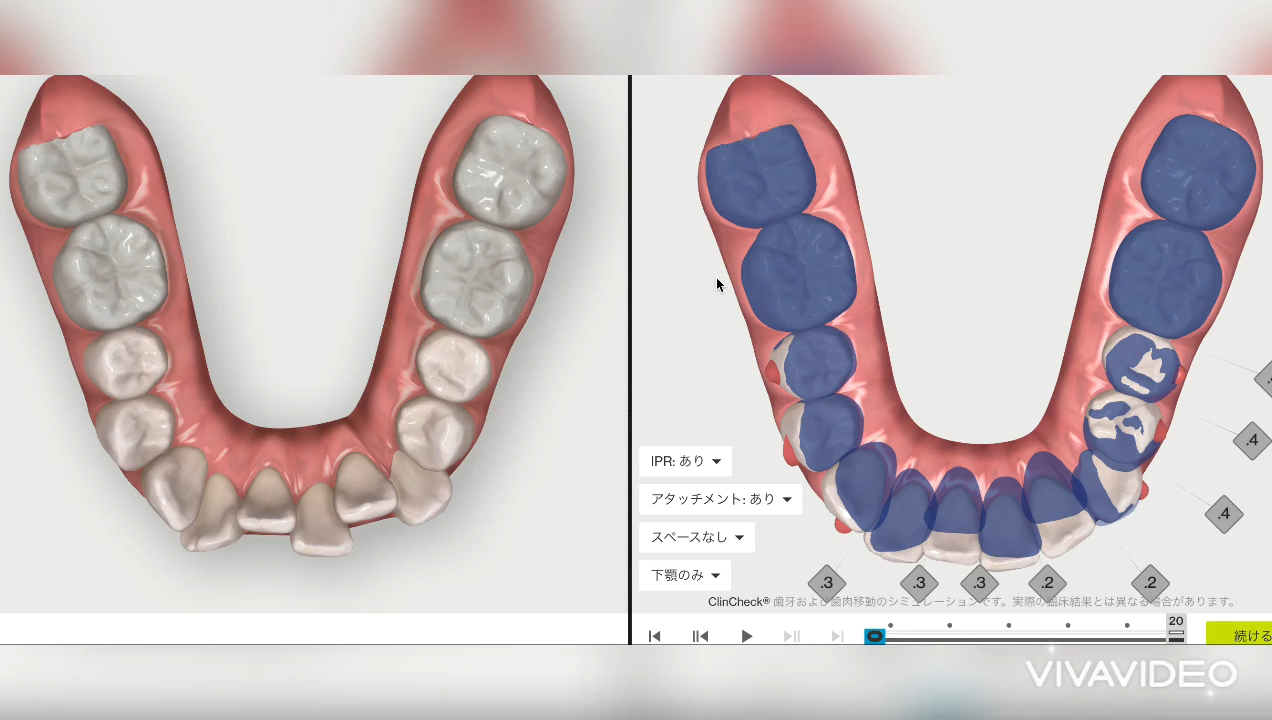 .4
.4
IPR: あり
アタッチメント: あり
スペースなし
下顎のみ
.3
.3
.3
.2
.2
ClinCheck® 歯牙および歯肉移動のシミュレーションです。実際の臨床結果とは異なる場合があります。
20
続ける
VIVAVIDEO